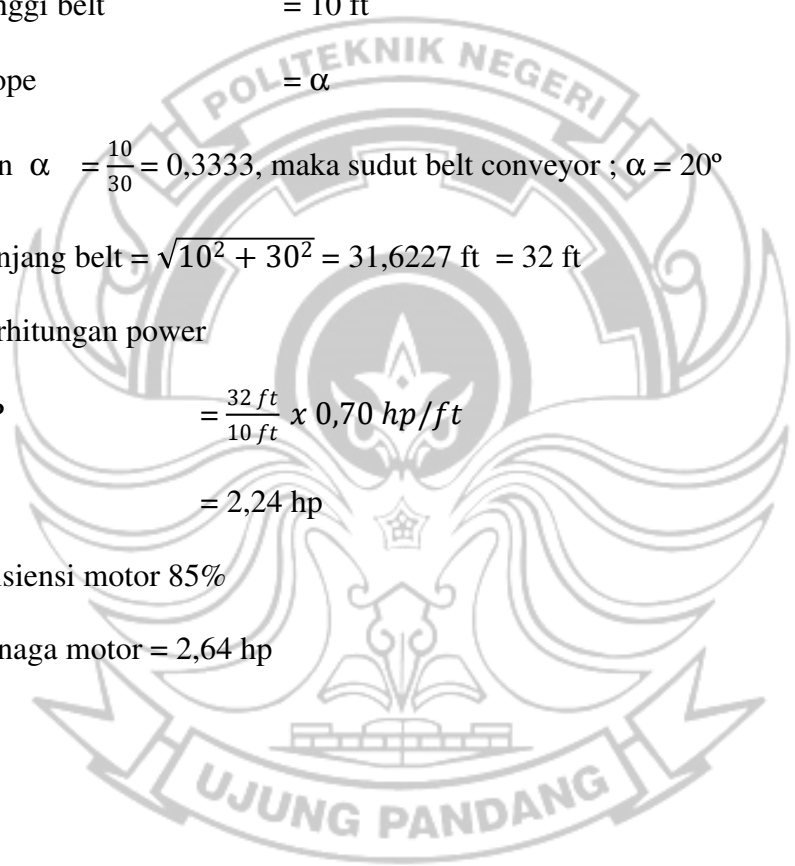 nggi belt = 10 ft
ope = α
n α = 10/30 = 0,3333, maka sudut belt conveyor ; α = 20º
njang belt = √10² + 30² = 31,6227 ft = 32 ft
rhitungan power
= 32 ft/10 ft x 0,70 hp/ft
= 2,24 hp
siensi motor 85%
naga motor = 2,64 hp
POLITEKNIK NEGERI
UJUNG PANDANG